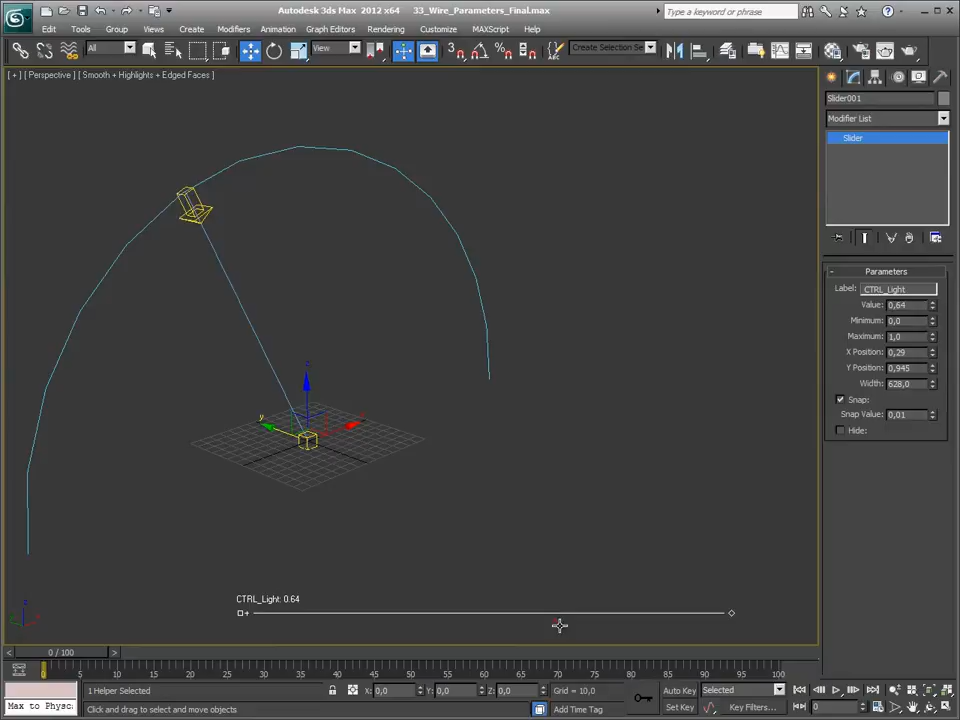 Autodesk 3ds Max 2012 x64    33_Wire_Parameters_Final.max
Type a keyword or phrase
Edit Tools Group Views Create Modifiers Animation Graph Editors Rendering Customize MAXScript Help
All
View
Create Selection Se
[ + ] [ Perspective ] [ Smooth + Highlights + Edged Faces ]
Slider001
Modifier List
Slider
- Parameters
Label: CTRL_Light
Value: 0,64
Minimum: 0,0
Maximum: 1,0
X Position: 0,29
Y Position: 0,945
Width: 628,0
Snap:
Snap Value: 0,01
Hide:
z
y
CTRL_Light: 0.64
z
< 0 / 100 >
0 5 10 15 20 25 30 35 40 45 50 55 60 65 70 75 80 85 90 95 100
1 Helper Selected
X: 0,0 Y: 0,0 Z: 0,0
Grid = 10,0
Auto Key
Selected
Max to Physc
Click and drag to select and move objects
Add Time Tag
Set Key
Key Filters...
0